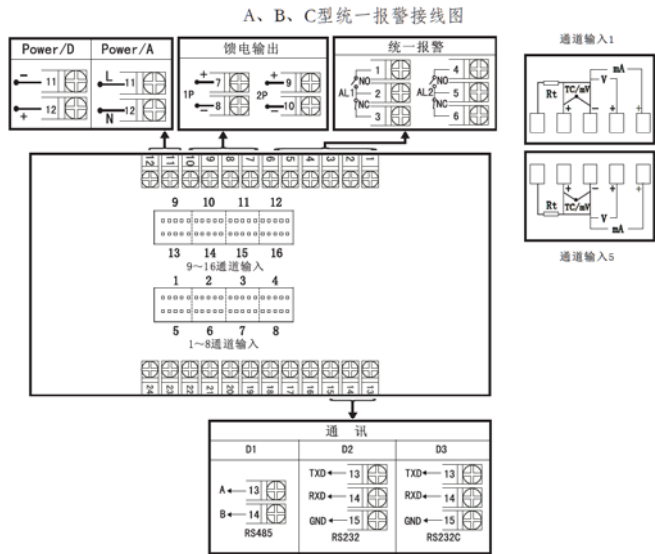 A、B、C型统一报警接线图
Power/D
Power/A
- 11
+ 12
L 11
N 12
馈电输出
1P
+ 7
- 8
2P
+ 9
- 10
统一报警
AL1
1
NO
2
NC
3
AL2
4
NO
5
NC
6
通道输入1
mA
V
Rt
TC/mV
+ - + +
+ - + +
Rt
TC/mV
V
mA
通道输入5
12 11 10 9 8 7 6 5 4 3 2 1
9 10 11 12
13 14 15 16
9～16通道输入
1 2 3 4
5 6 7 8
1～8通道输入
24 23 22 21 20 19 18 17 16 15 14 13
通 讯
D1 D2 D3
A 13
B 14
RS485
TXD 13
RXD 14
GND 15
RS232
TXD 13
RXD 14
GND 15
RS232C